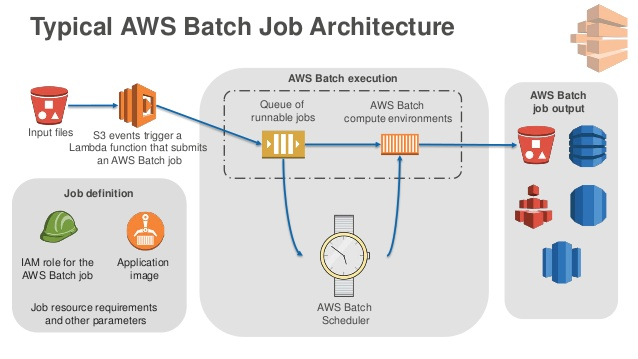 Typical AWS Batch Job Architecture
AWS Batch execution
AWS Batch
job output
Queue of
runnable jobs
AWS Batch
compute environments
Input files
S3 events trigger a
Lambda function that submits
an AWS Batch job
Job definition
IAM role for the
AWS Batch job
Application
image
Job resource requirements
and other parameters
AWS Batch
Scheduler